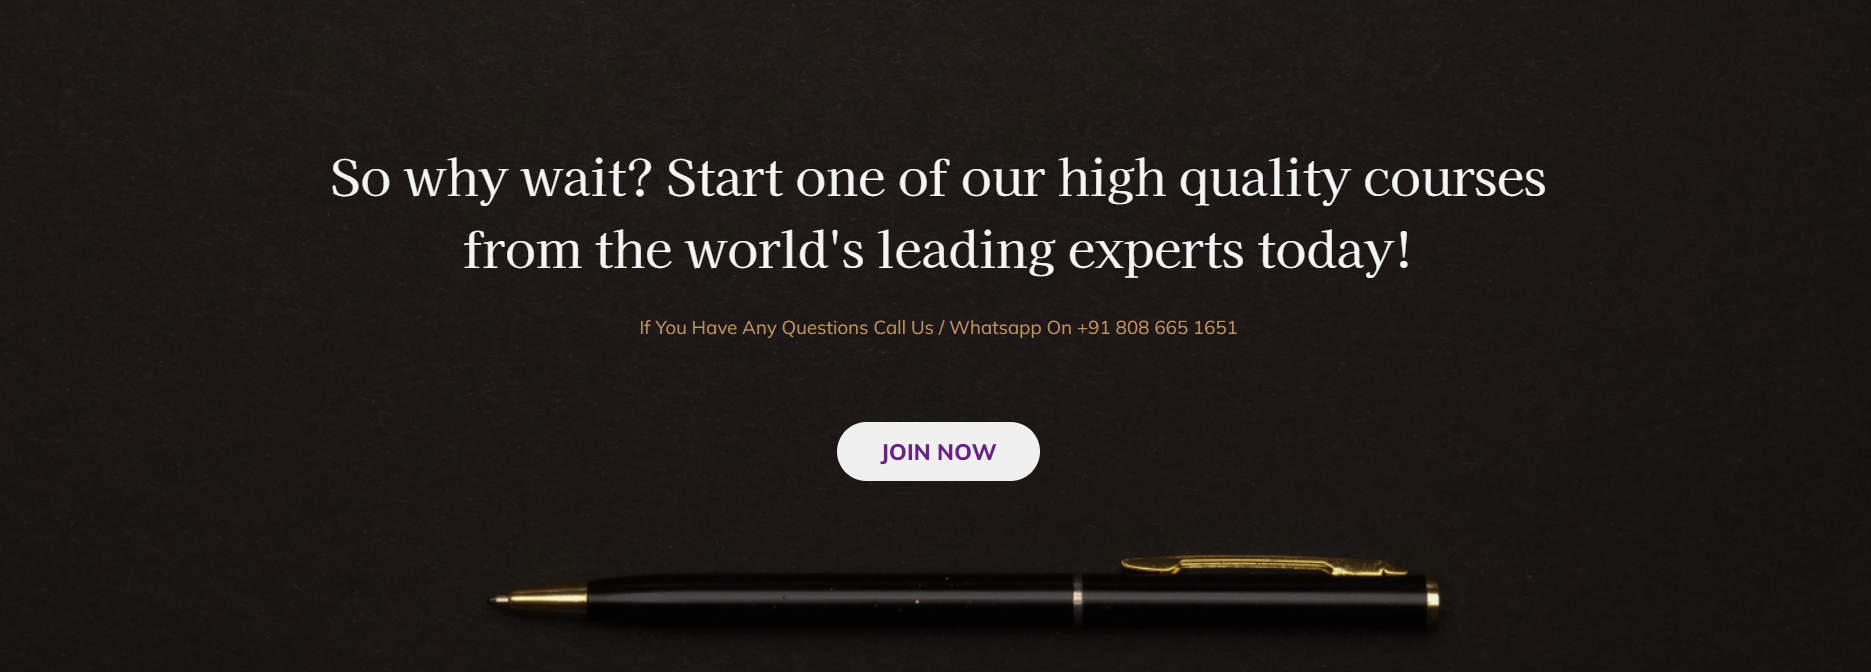 So why wait? Start one of our high quality courses
from the world's leading experts today!
If You Have Any Questions Call Us / Whatsapp On +91 808 665 1651
JOIN NOW